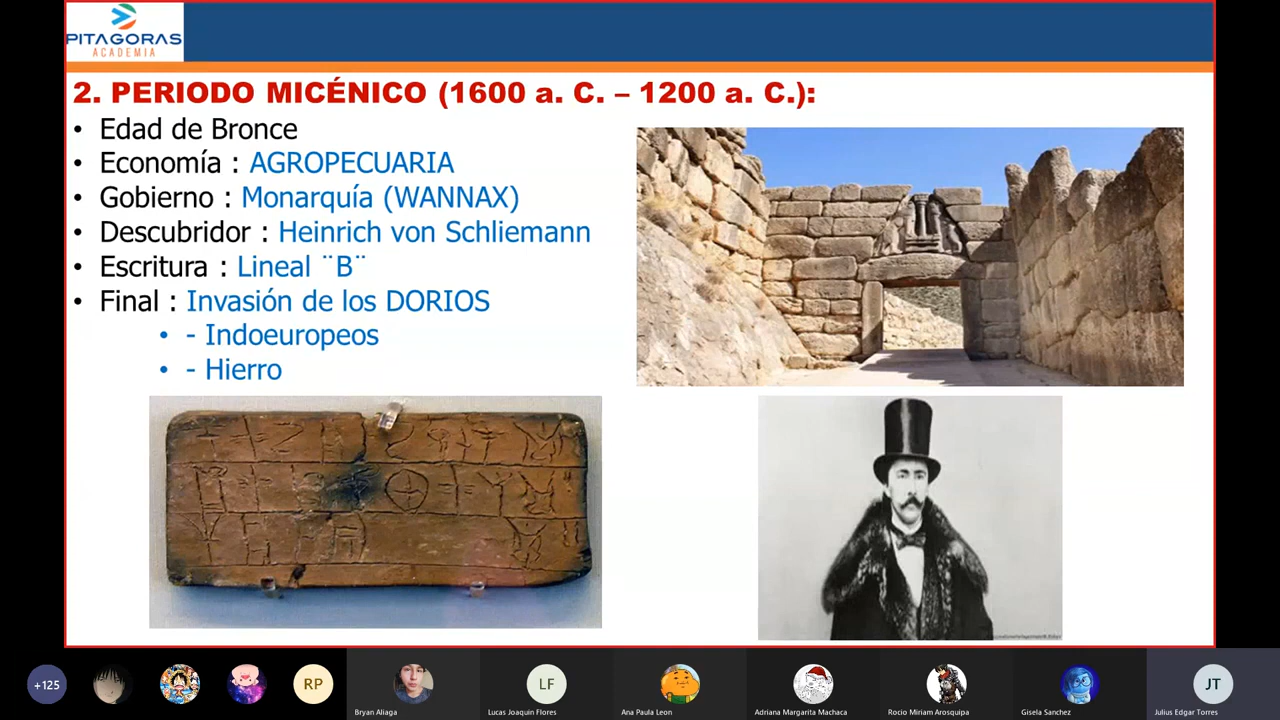 PITAGORAS
ACADEMIA
2. PERIODO MICÉNICO (1600 a. C. – 1200 a. C.):
• Edad de Bronce
• Economía : AGROPECUARIA
• Gobierno : Monarquía (WANNAX)
• Descubridor : Heinrich von Schliemann
• Escritura : Lineal ¨B¨
• Final : Invasión de los DORIOS
• - Indoeuropeos
• - Hierro
+125
RP
LF
JT
Bryan Aliaga
Lucas Joaquin Flores
Ana Paula Leon
Adriana Margarita Machaca
Rocio Miriam Arosquipa
Gisela Sanchez
Julius Edgar Torres